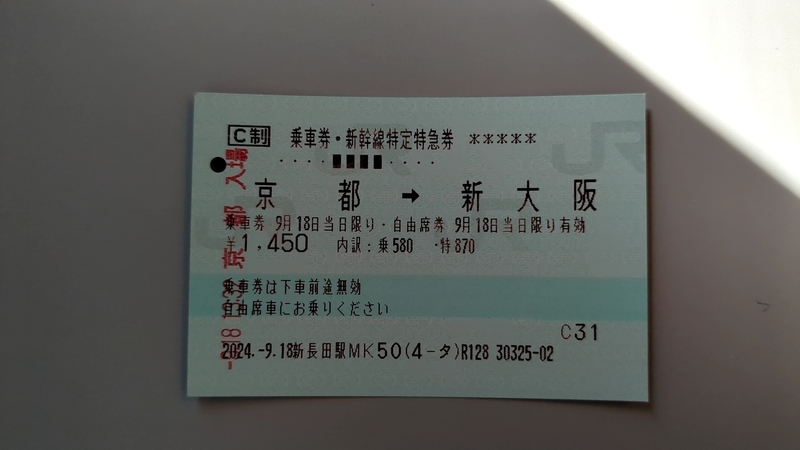 C制 乗車券・新幹線特定特急券 *****
京都 → 新大阪
乗車券 9月18日当日限り・自由席券 9月18日当日限り有効
¥1,450 内訳:乗580 ・特870
乗車券は下車前途無効
自由席車にお乗りください
C31
2024.-9.18新長田駅MK50(4-タ)R128 30325-02
京都 入場